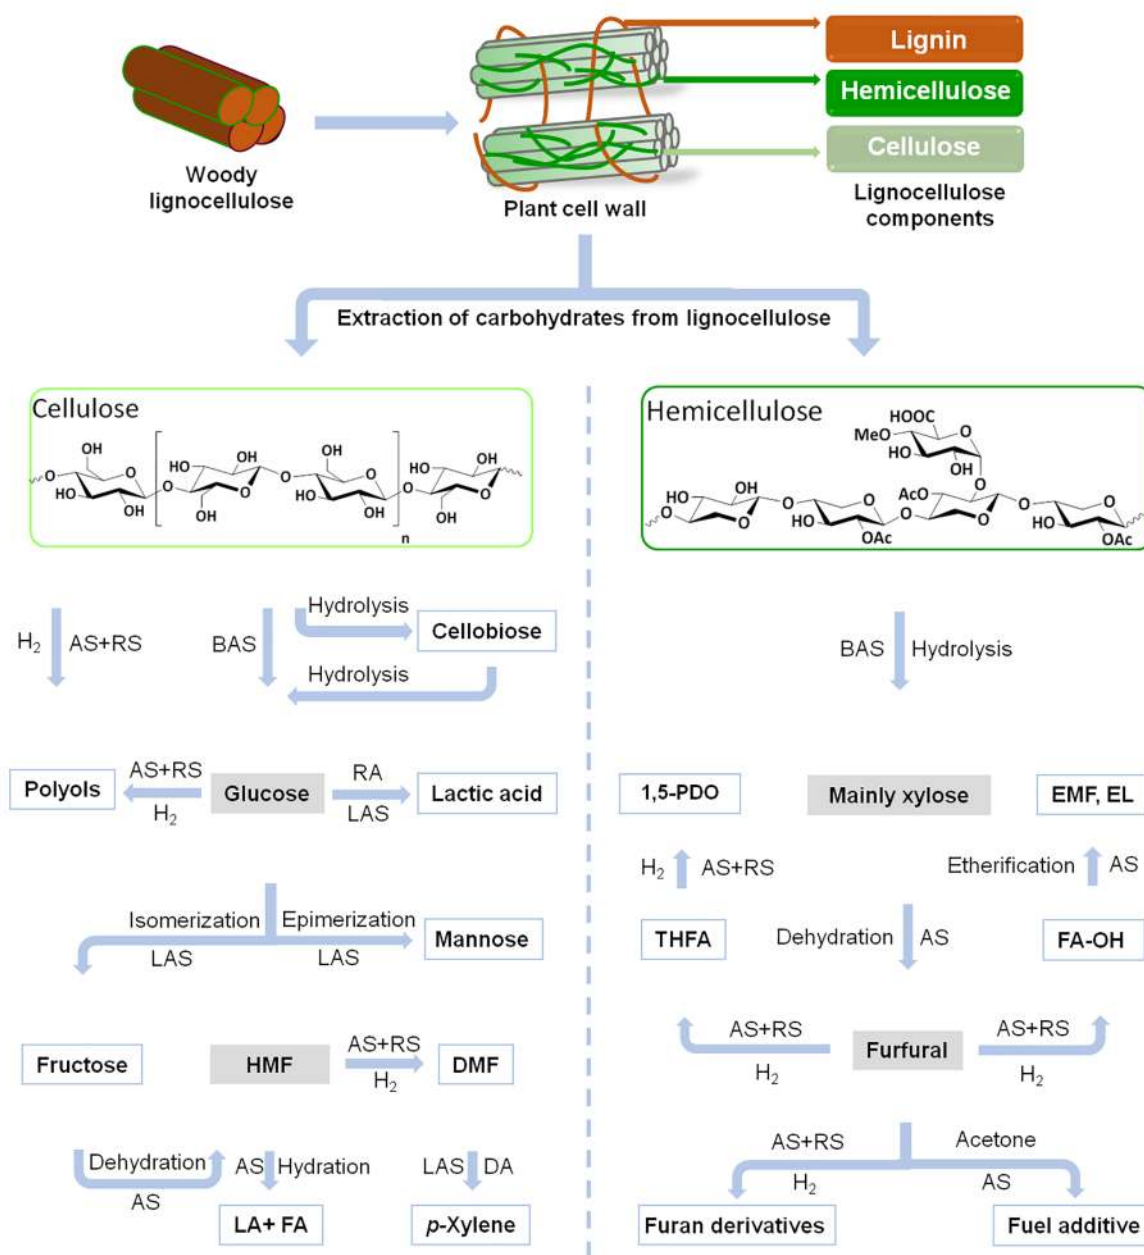 Lignin
Hemicellulose
Cellulose
Woody
lignocellulose
Plant cell wall
Lignocellulose
components
Extraction of carbohydrates from lignocellulose
Cellulose
OH
HO
OH
OH
HO
OH
O
O
O
O
O
O
O
O
O
HO
OH
HO
OH
HO
OH
HO
OH
OH
n
Hemicellulose
HOOC
MeO
O
HO
OH
O
HO
OH
O
O
AcO
O
O
O
O
O
HO
OAc
O
O
HO
OAc
H2
AS+RS
BAS
Hydrolysis
Cellobiose
Hydrolysis
BAS
Hydrolysis
Polyols
AS+RS
H2
Glucose
RA
LAS
Lactic acid
1,5-PDO
Mainly xylose
EMF, EL
H2
AS+RS
Etherification
AS
Isomerization
LAS
Epimerization
LAS
Mannose
THFA
Dehydration
AS
FA-OH
Fructose
HMF
AS+RS
H2
DMF
AS+RS
H2
Furfural
AS+RS
H2
Dehydration
AS
AS
Hydration
LAS
DA
AS+RS
H2
Acetone
AS
LA+ FA
p-Xylene
Furan derivatives
Fuel additive